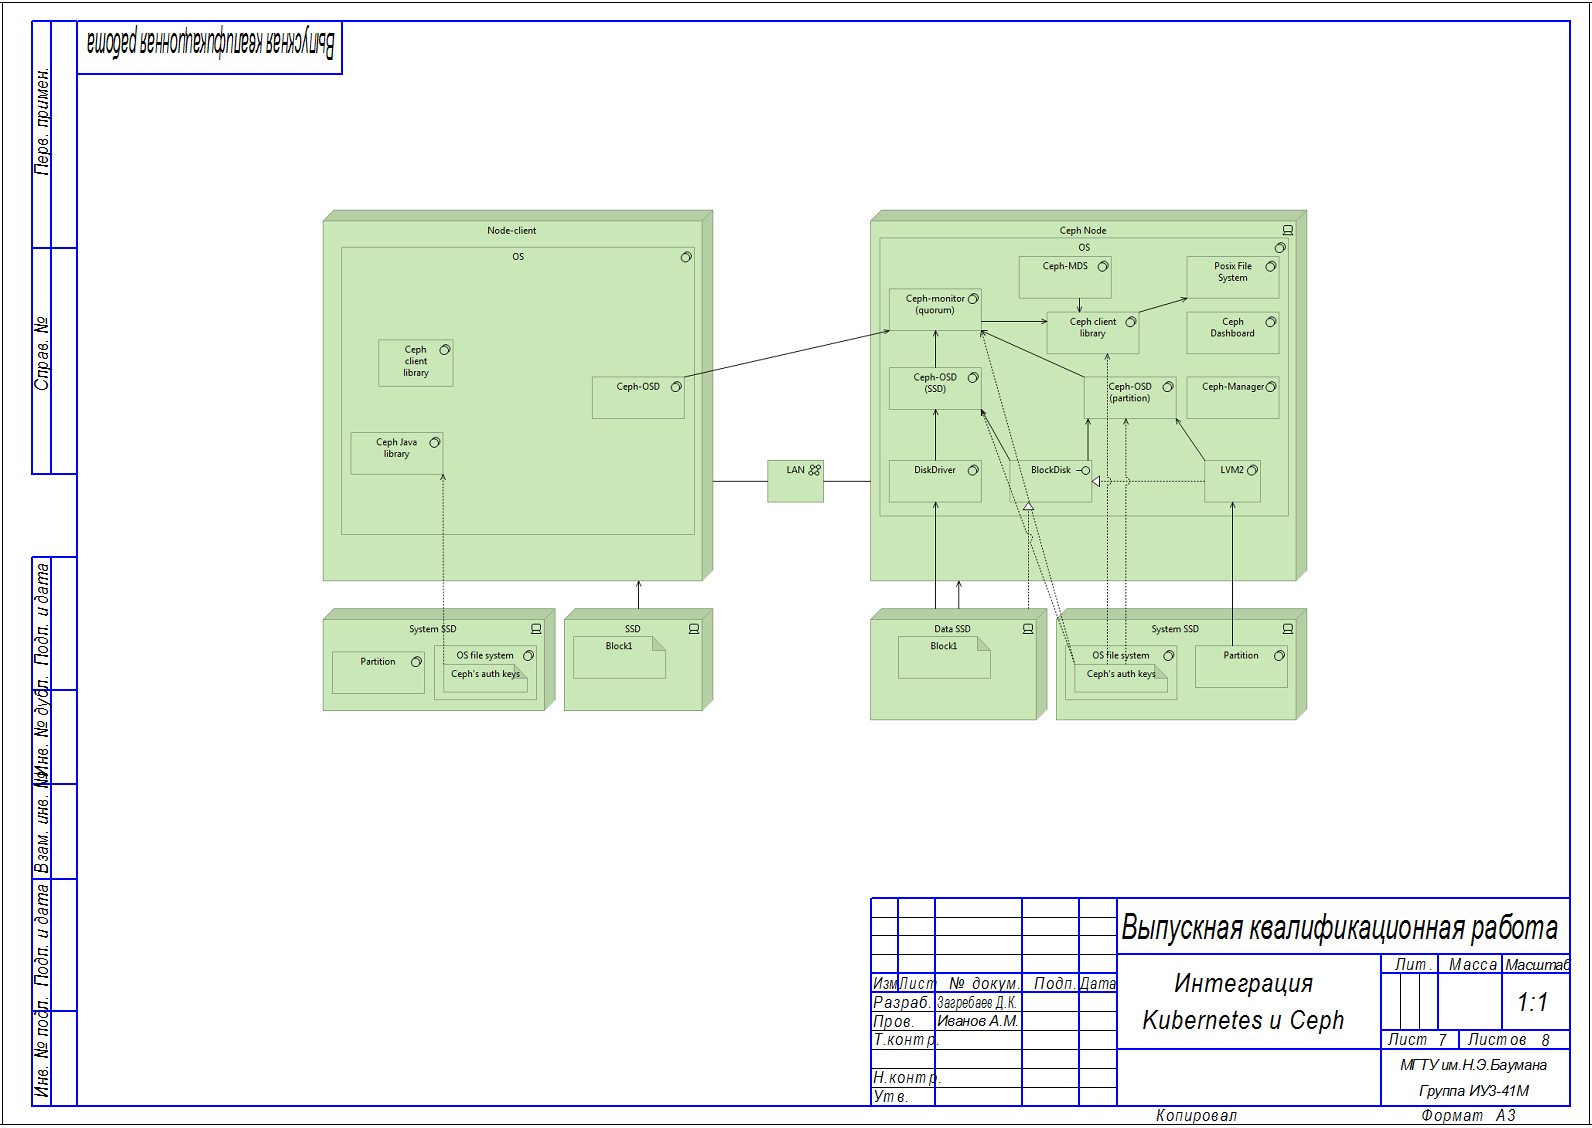 Выпускная квалификационная работа
Перв. примен.
Справ. №
Подп. и дата
Инв. № дубл.
Взам. инв. №
Подп. и дата
Инв. № подл.
Node-client
OS
Ceph
client
library
Ceph-OSD
Ceph Java
library
System SSD
Partition
OS file system
Ceph's auth keys
SSD
Block1
LAN
Ceph Node
OS
Ceph-MDS
Posix File
System
Ceph-monitor
(quorum)
Ceph client
library
Ceph
Dashboard
Ceph-OSD
(SSD)
Ceph-OSD
(partition)
Ceph-Manager
DiskDriver
BlockDisk
LVM2
Data SSD
Block1
System SSD
OS file system
Ceph's auth keys
Partition
Выпускная квалификационная работа
Изм Лист № докум. Подп. Дата
Разраб. Загребаев Д.К.
Пров. Иванов А.М.
Т.контр.
Н.контр.
Утв.
Интеграция
Kubernetes и Ceph
Лит. Масса Масштаб
1:1
Лист 7 Листов 8
МГТУ им.Н.Э.Баумана
Группа ИУ3-41М
Копировал Формат А3